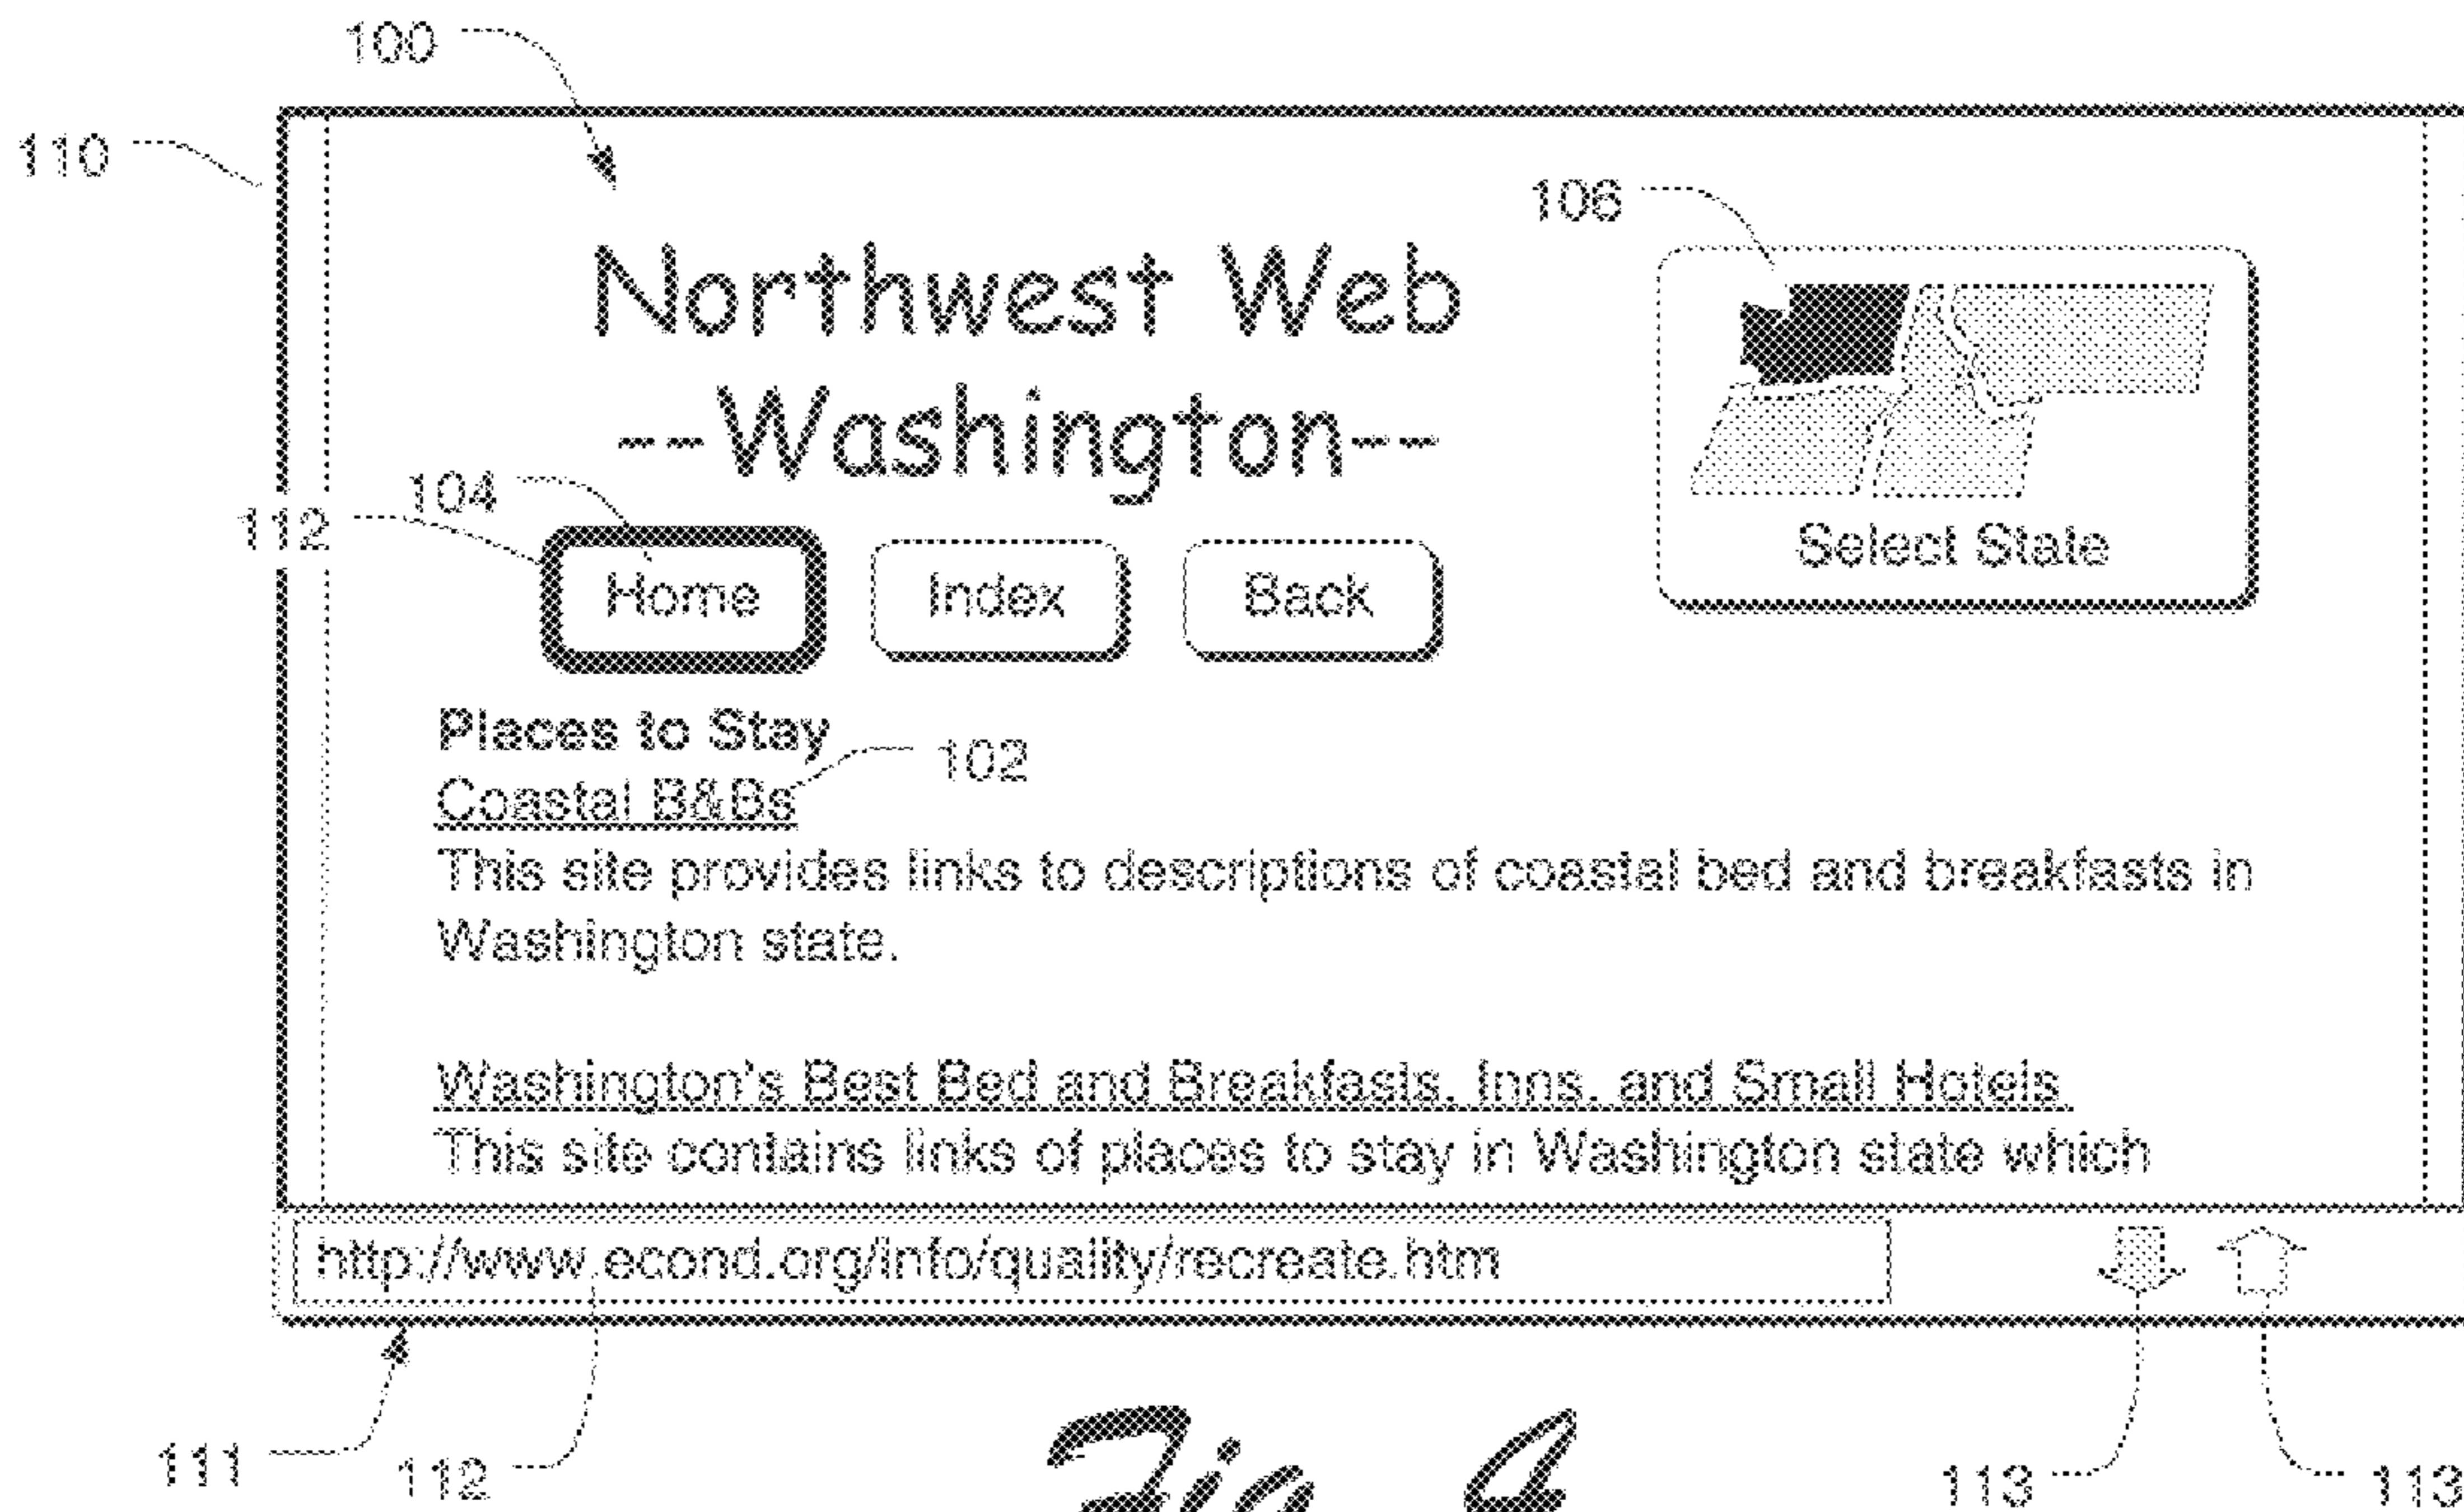 100
110
106
Northwest Web
--Washington--
104
112
Home Index Back
Select State
Places to Stay
102
Coastal B&Bs
This site provides links to descriptions of coastal bed and breakfasts in
Washington state.
Washington's Best Bed and Breakfasts, Inns, and Small Hotels
This site contains links of places to stay in Washington state which
http://www.econd.org/info/quality/recreate.htm
111
112
113
113